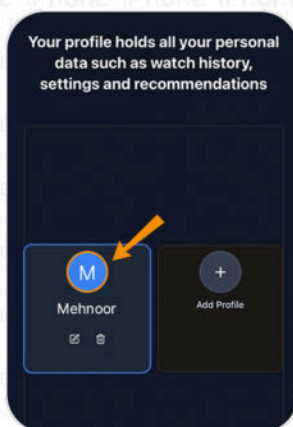 Your profile holds all your personal
data such as watch history,
settings and recommendations
M
+
Mehnoor
Add Profile